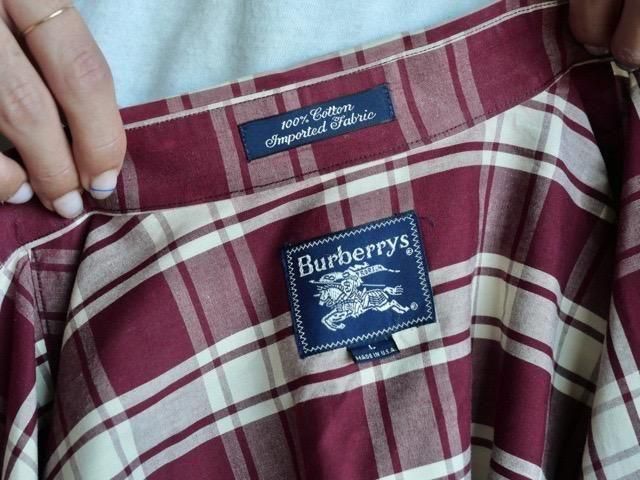 100% Cotton
Imported Fabric
Burberrys
L
MADE IN U.S.A.